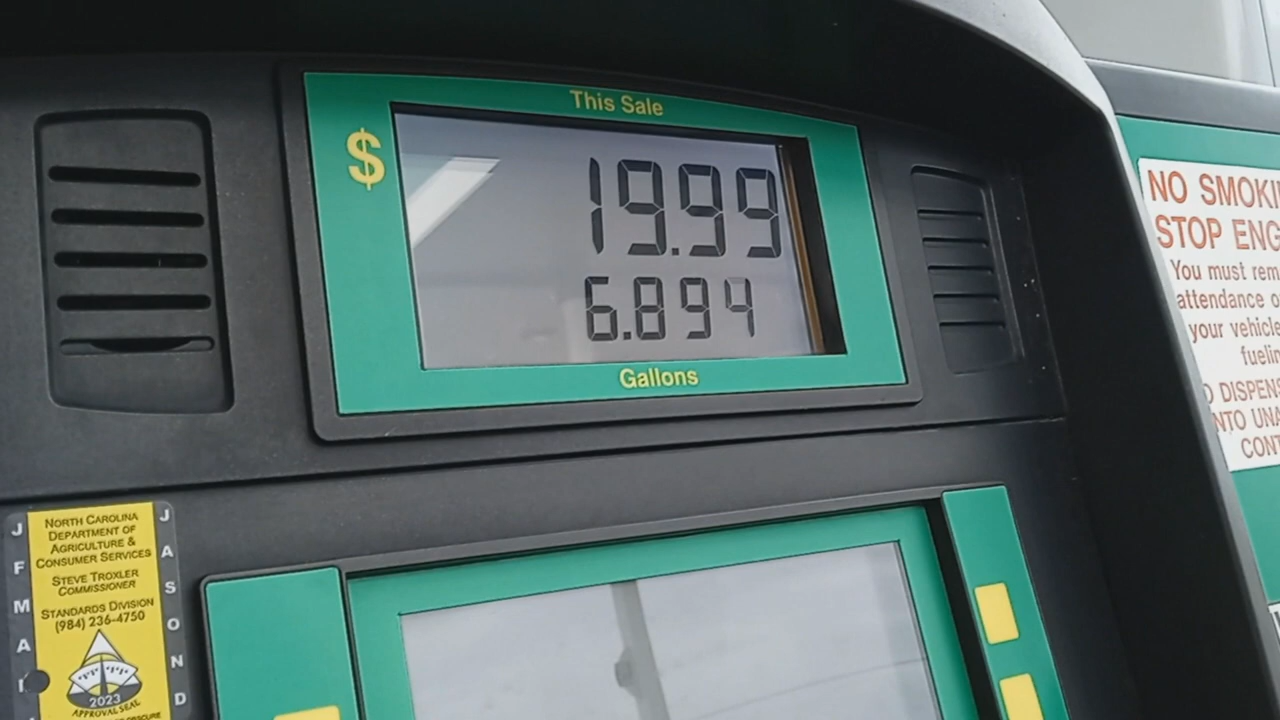 This Sale
$
19.99
6.894
Gallons
NO SMOKI
STOP ENG
You must rem
attendance o
your vehicle
fuelin
DISPENS
NTO UNA
CONT
NORTH CAROLINA
DEPARTMENT OF
AGRICULTURE &
CONSUMER SERVICES
STEVE TROXLER
COMMISSIONER
STANDARDS DIVISION
(984) 236-4750
2023
APPROVAL SEAL
OBSCURE
J
F
M
A
J
A
S
O
N
D